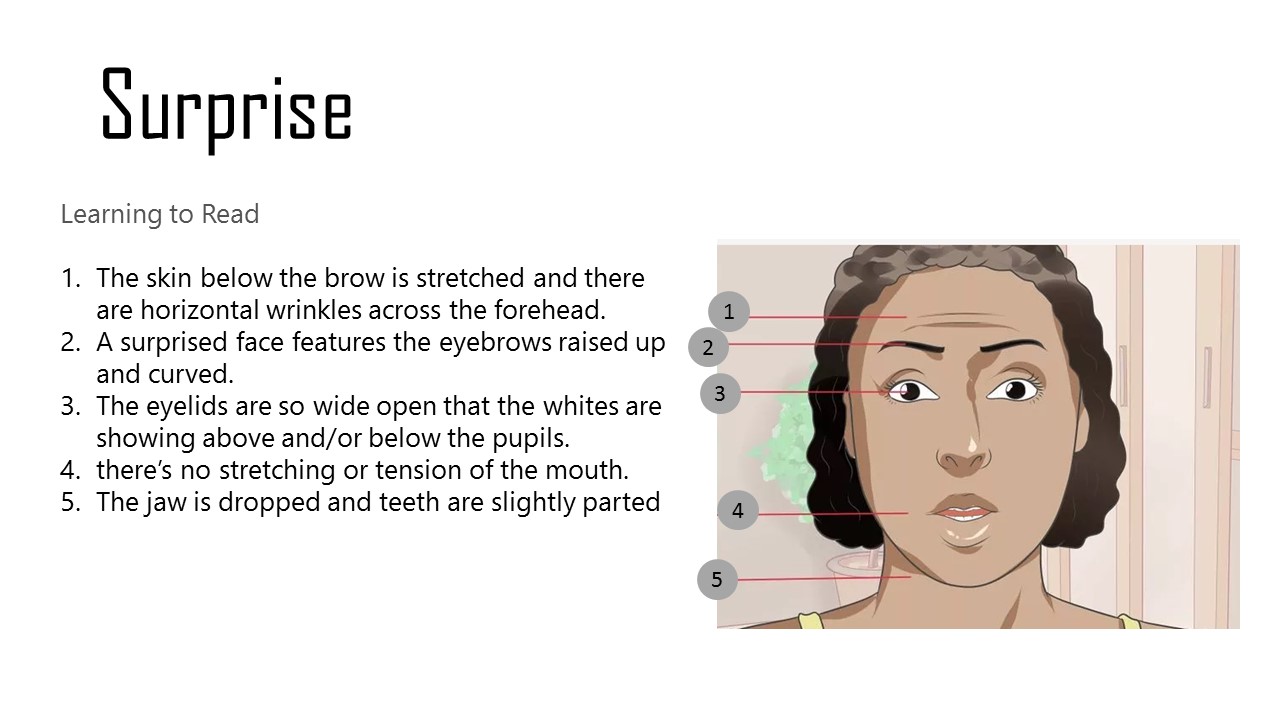 Surprise
Learning to Read
1. The skin below the brow is stretched and there
are horizontal wrinkles across the forehead.
2. A surprised face features the eyebrows raised up
and curved.
3. The eyelids are so wide open that the whites are
showing above and/or below the pupils.
4. there’s no stretching or tension of the mouth.
5. The jaw is dropped and teeth are slightly parted
1
2
3
4
5